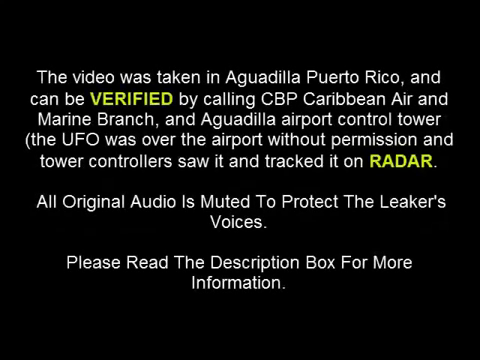 The video was taken in Aguadilla Puerto Rico, and
can be VERIFIED by calling CBP Caribbean Air and
Marine Branch, and Aguadilla airport control tower
(the UFO was over the airport without permission and
tower controllers saw it and tracked it on RADAR.
All Original Audio Is Muted To Protect The Leaker's
Voices.
Please Read The Description Box For More
Information.